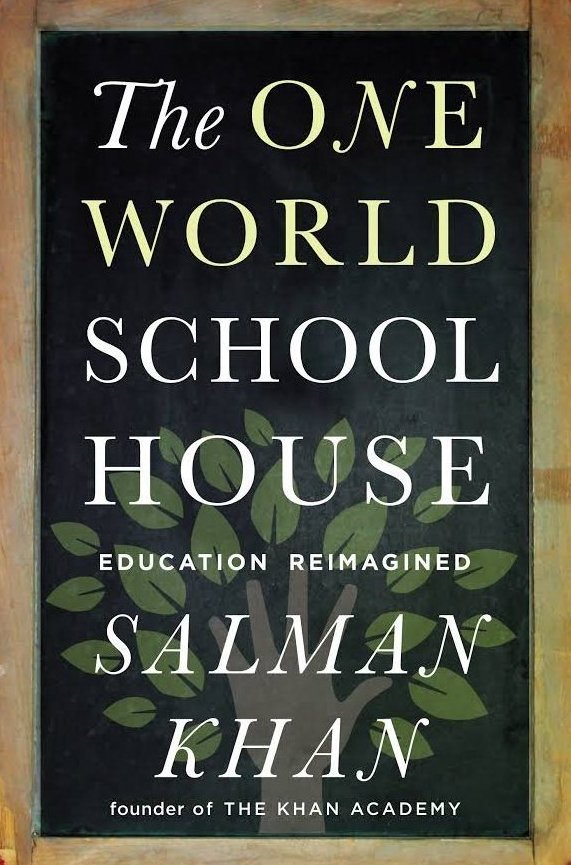 The ONE
WORLD
SCHOOL
HOUSE
EDUCATION REIMAGINED
SALMAN
KHAN
founder of THE KHAN ACADEMY